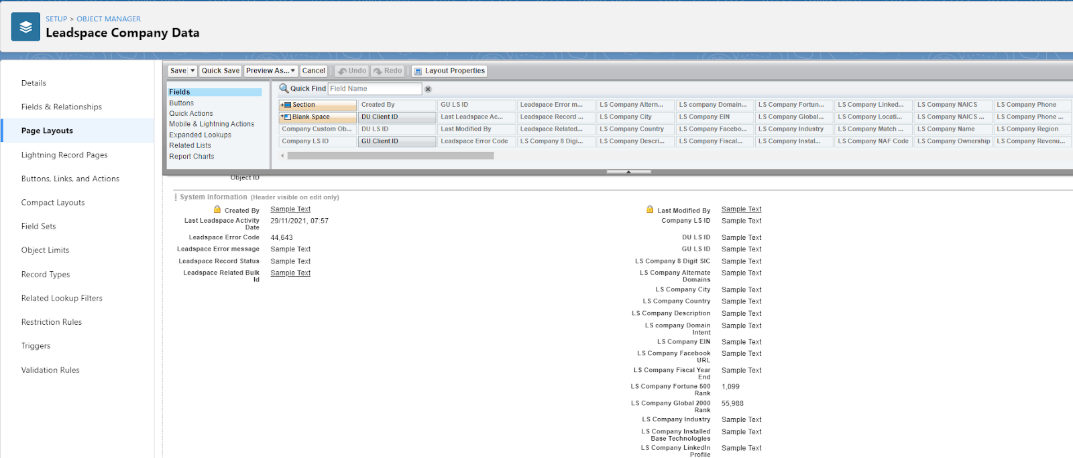 SETUP > OBJECT MANAGER
Leadspace Company Data
Details
Fields & Relationships
Page Layouts
Lightning Record Pages
Buttons, Links, and Actions
Compact Layouts
Field Sets
Object Limits
Record Types
Related Lookup Filters
Restriction Rules
Triggers
Validation Rules
Save Quick Save Preview As... Cancel Undo Redo Layout Properties
Fields
Buttons
Quick Actions
Mobile & Lightning Actions
Expanded Lookups
Related Lists
Report Charts
Quick Find Field Name
Section Created By GU LS ID Leadspace Error m... LS Company Altern... LS company Domain... LS Company Fortun... LS Company Linked... LS Company NAICS LS Company Phone
Blank Space DU Client ID Last Leadspace Ac... Leadspace Record ... LS Company City LS Company EIN LS Company Global... LS Company Locati... LS Company NAICS ... LS Company Phone ...
Company Custom Ob... DU LS ID Last Modified By Leadspace Related... LS Company Country LS Company Facebo... LS Company Industry LS Company Match ... LS Company Name LS Company Region
Company LS ID GU Client ID Leadspace Error Code LS Company 8 Digi... LS Company Descri... LS Company Fiscal... LS Company Instal... LS Company NAF Code LS Company Ownership LS Company Revenu...
Object ID
System Information (Header visible on edit only)
Created By Sample Text
Last Leadspace Activity Date 29/11/2021, 07:57
Leadspace Error Code 44,643
Leadspace Error message Sample Text
Leadspace Record Status Sample Text
Leadspace Related Bulk Id Sample Text
Last Modified By Sample Text
Company LS ID Sample Text
DU LS ID Sample Text
GU LS ID Sample Text
LS Company 8 Digit SIC Sample Text
LS Company Alternate Domains Sample Text
LS Company City Sample Text
LS Company Country Sample Text
LS Company Description Sample Text
LS company Domain Intent Sample Text
LS Company EIN Sample Text
LS Company Facebook URL Sample Text
LS Company Fiscal Year End Sample Text
LS Company Fortune 500 Rank 1,099
LS Company Global 2000 Rank 55,988
LS Company Industry Sample Text
LS Company Installed Base Technologies Sample Text
LS Company LinkedIn Profile Sample Text